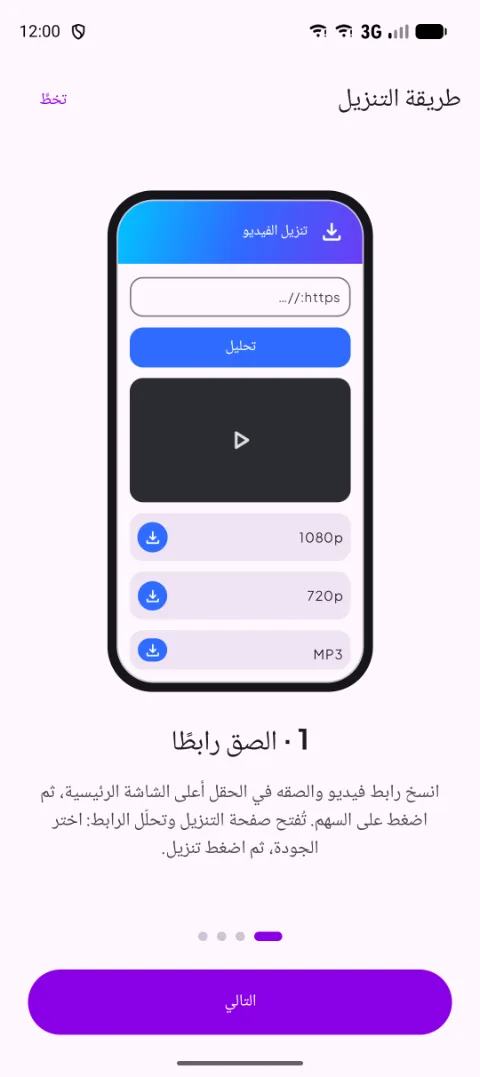 12:00
3G
طريقة التنزيل
تخطَّ
تنزيل الفيديو
https://...
تحليل
1080p
720p
MP3
1 · الصق رابطًا
انسخ رابط فيديو والصقه في الحقل أعلى الشاشة الرئيسية، ثم
اضغط على السهم. تُفتح صفحة التنزيل وتحلّل الرابط: اختر
الجودة، ثم اضغط تنزيل.
التالي